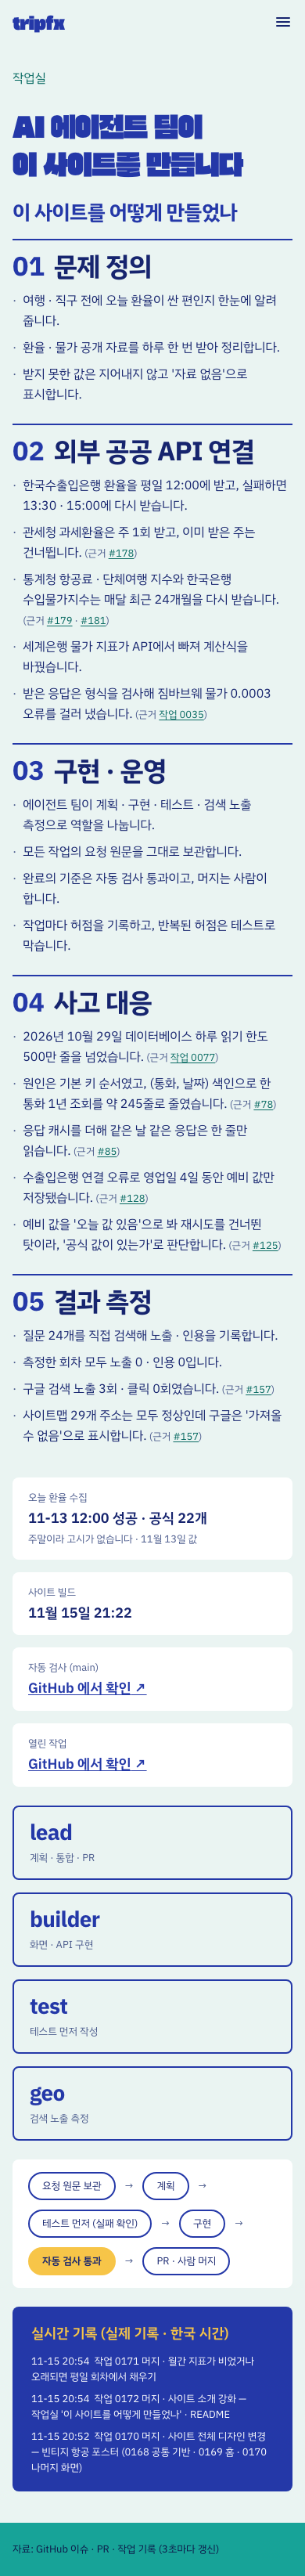 tripfx
작업실
AI 에이전트 팀이
이 사이트를 만듭니다
이 사이트를 어떻게 만들었나
01 문제 정의
· 여행 · 직구 전에 오늘 환율이 싼 편인지 한눈에 알려
줍니다.
· 환율 · 물가 공개 자료를 하루 한 번 받아 정리합니다.
· 받지 못한 값은 지어내지 않고 '자료 없음'으로
표시합니다.
02 외부 공공 API 연결
· 한국수출입은행 환율을 평일 12:00에 받고, 실패하면
13:30 · 15:00에 다시 받습니다.
· 관세청 과세환율은 주 1회 받고, 이미 받은 주는
건너뜁니다. (근거 #178)
· 통계청 항공료 · 단체여행 지수와 한국은행
수입물가지수는 매달 최근 24개월을 다시 받습니다.
(근거 #179 · #181)
· 세계은행 물가 지표가 API에서 빠져 계산식을
바꿨습니다.
· 받은 응답은 형식을 검사해 짐바브웨 물가 0.0003
오류를 걸러 냈습니다. (근거 작업 0035)
03 구현 · 운영
· 에이전트 팀이 계획 · 구현 · 테스트 · 검색 노출
측정으로 역할을 나눕니다.
· 모든 작업의 요청 원문을 그대로 보관합니다.
· 완료의 기준은 자동 검사 통과이고, 머지는 사람이
합니다.
· 작업마다 허점을 기록하고, 반복된 허점은 테스트로
막습니다.
04 사고 대응
· 2026년 10월 29일 데이터베이스 하루 읽기 한도
500만 줄을 넘었습니다. (근거 작업 0077)
· 원인은 기본 키 순서였고, (통화, 날짜) 색인으로 한
통화 1년 조회를 약 245줄로 줄였습니다. (근거 #78)
· 응답 캐시를 더해 같은 날 같은 응답은 한 줄만
읽습니다. (근거 #85)
· 수출입은행 연결 오류로 영업일 4일 동안 예비 값만
저장됐습니다. (근거 #128)
· 예비 값을 '오늘 값 있음'으로 봐 재시도를 건너뛴
탓이라, '공식 값이 있는가'로 판단합니다. (근거 #125)
05 결과 측정
· 질문 24개를 직접 검색해 노출 · 인용을 기록합니다.
· 측정한 회차 모두 노출 0 · 인용 0입니다.
· 구글 검색 노출 3회 · 클릭 0회였습니다. (근거 #157)
· 사이트맵 29개 주소는 모두 정상인데 구글은 '가져올
수 없음'으로 표시합니다. (근거 #157)
오늘 환율 수집
11-13 12:00 성공 · 공식 22개
주말이라 고시가 없습니다 · 11월 13일 값
사이트 빌드
11월 15일 21:22
자동 검사 (main)
GitHub 에서 확인 ↗
열린 작업
GitHub 에서 확인 ↗
lead
계획 · 통합 · PR
builder
화면 · API 구현
test
테스트 먼저 작성
geo
검색 노출 측정
요청 원문 보관 → 계획 →
테스트 먼저 (실패 확인) → 구현 →
자동 검사 통과 → PR · 사람 머지
실시간 기록 (실제 기록 · 한국 시간)
11-15 20:54 작업 0171 머지 · 월간 지표가 비었거나
오래되면 평일 회차에서 채우기
11-15 20:54 작업 0172 머지 · 사이트 소개 강화 —
작업실 '이 사이트를 어떻게 만들었나' · README
11-15 20:52 작업 0170 머지 · 사이트 전체 디자인 변경
— 빈티지 항공 포스터 (0168 공통 기반 · 0169 홈 · 0170
나머지 화면)
자료: GitHub 이슈 · PR · 작업 기록 (3초마다 갱신)